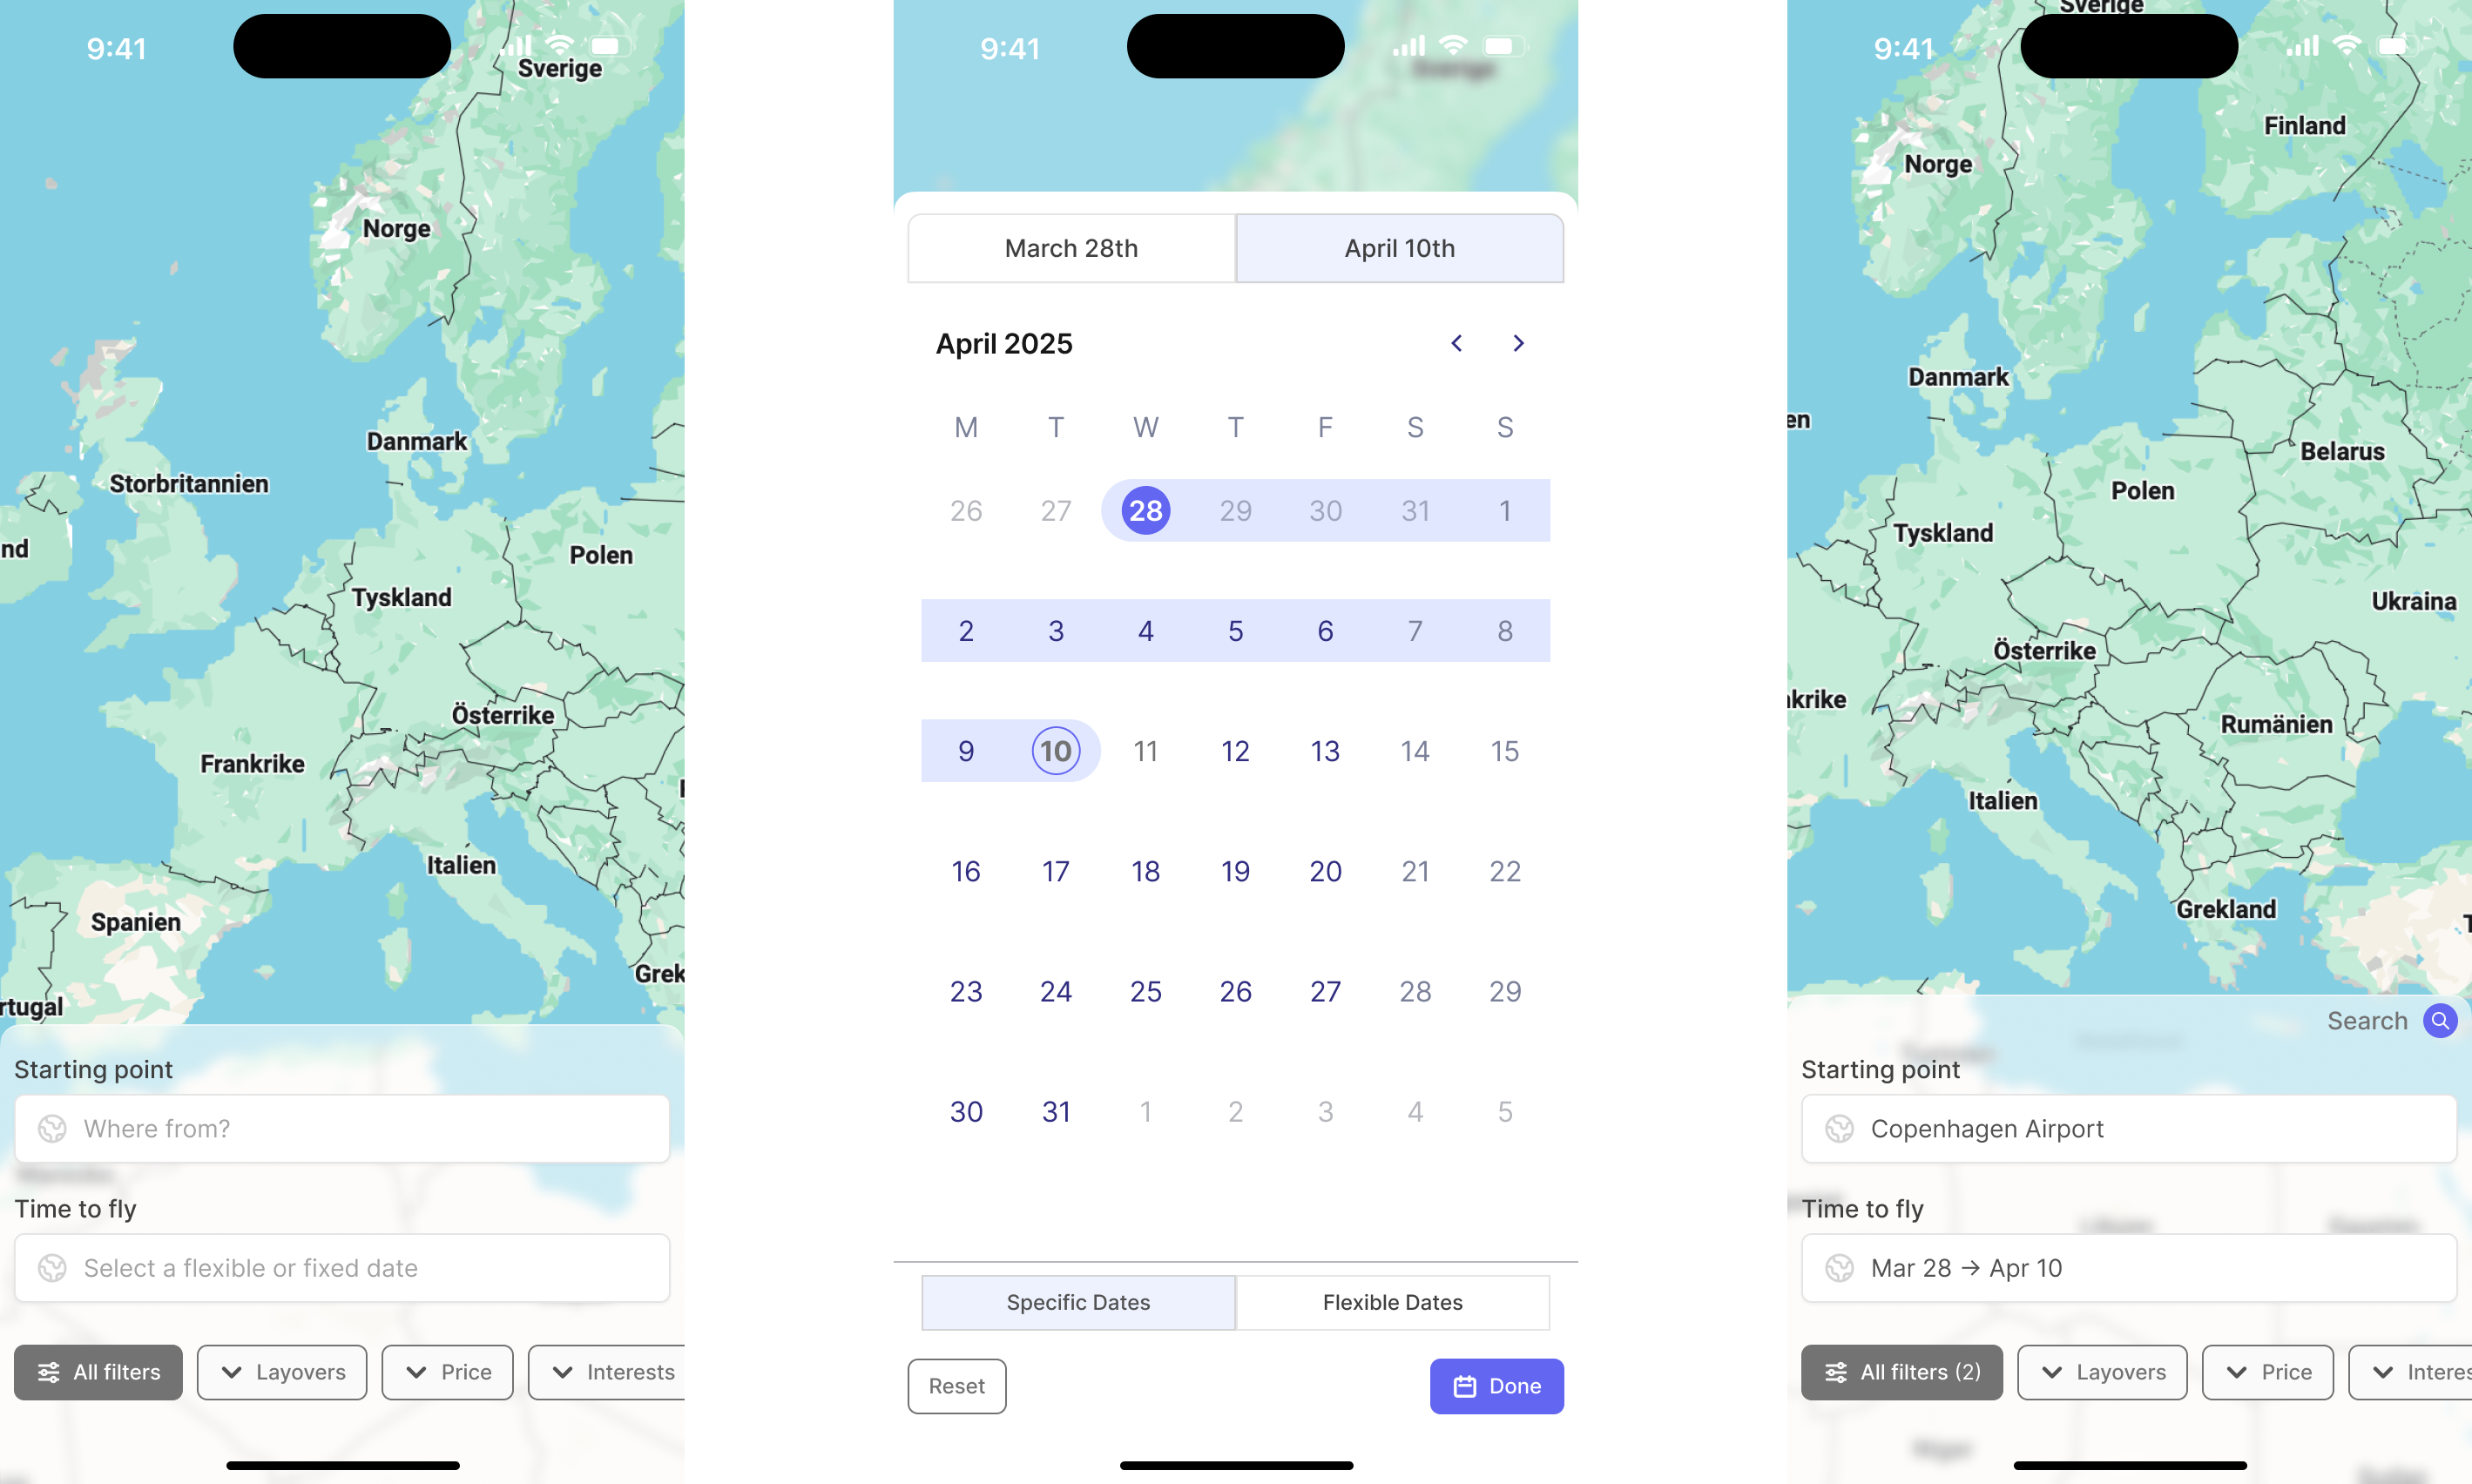 9:41
Sverige
Norge
Danmark
Storbritannien
nd
Polen
Tyskland
Österrike
Frankrike
Italien
Spanien
Grek
rtugal
Starting point
Where from?
Time to fly
Select a flexible or fixed date
All filters
Layovers
Price
Interests
9:41
Sverige
March 28th
April 10th
April 2025
M T W T F S S
26 27 28 29 30 31 1
2 3 4 5 6 7 8
9 10 11 12 13 14 15
16 17 18 19 20 21 22
23 24 25 26 27 28 29
30 31 1 2 3 4 5
Specific Dates
Flexible Dates
Reset
Done
Sverige
9:41
Finland
Norge
Danmark
en
Belarus
Polen
Tyskland
Ukraina
Österrike
nkrike
Rumänien
Italien
Grekland
T
Search
Starting point
Copenhagen Airport
Time to fly
Mar 28 → Apr 10
All filters (2)
Layovers
Price
Interes